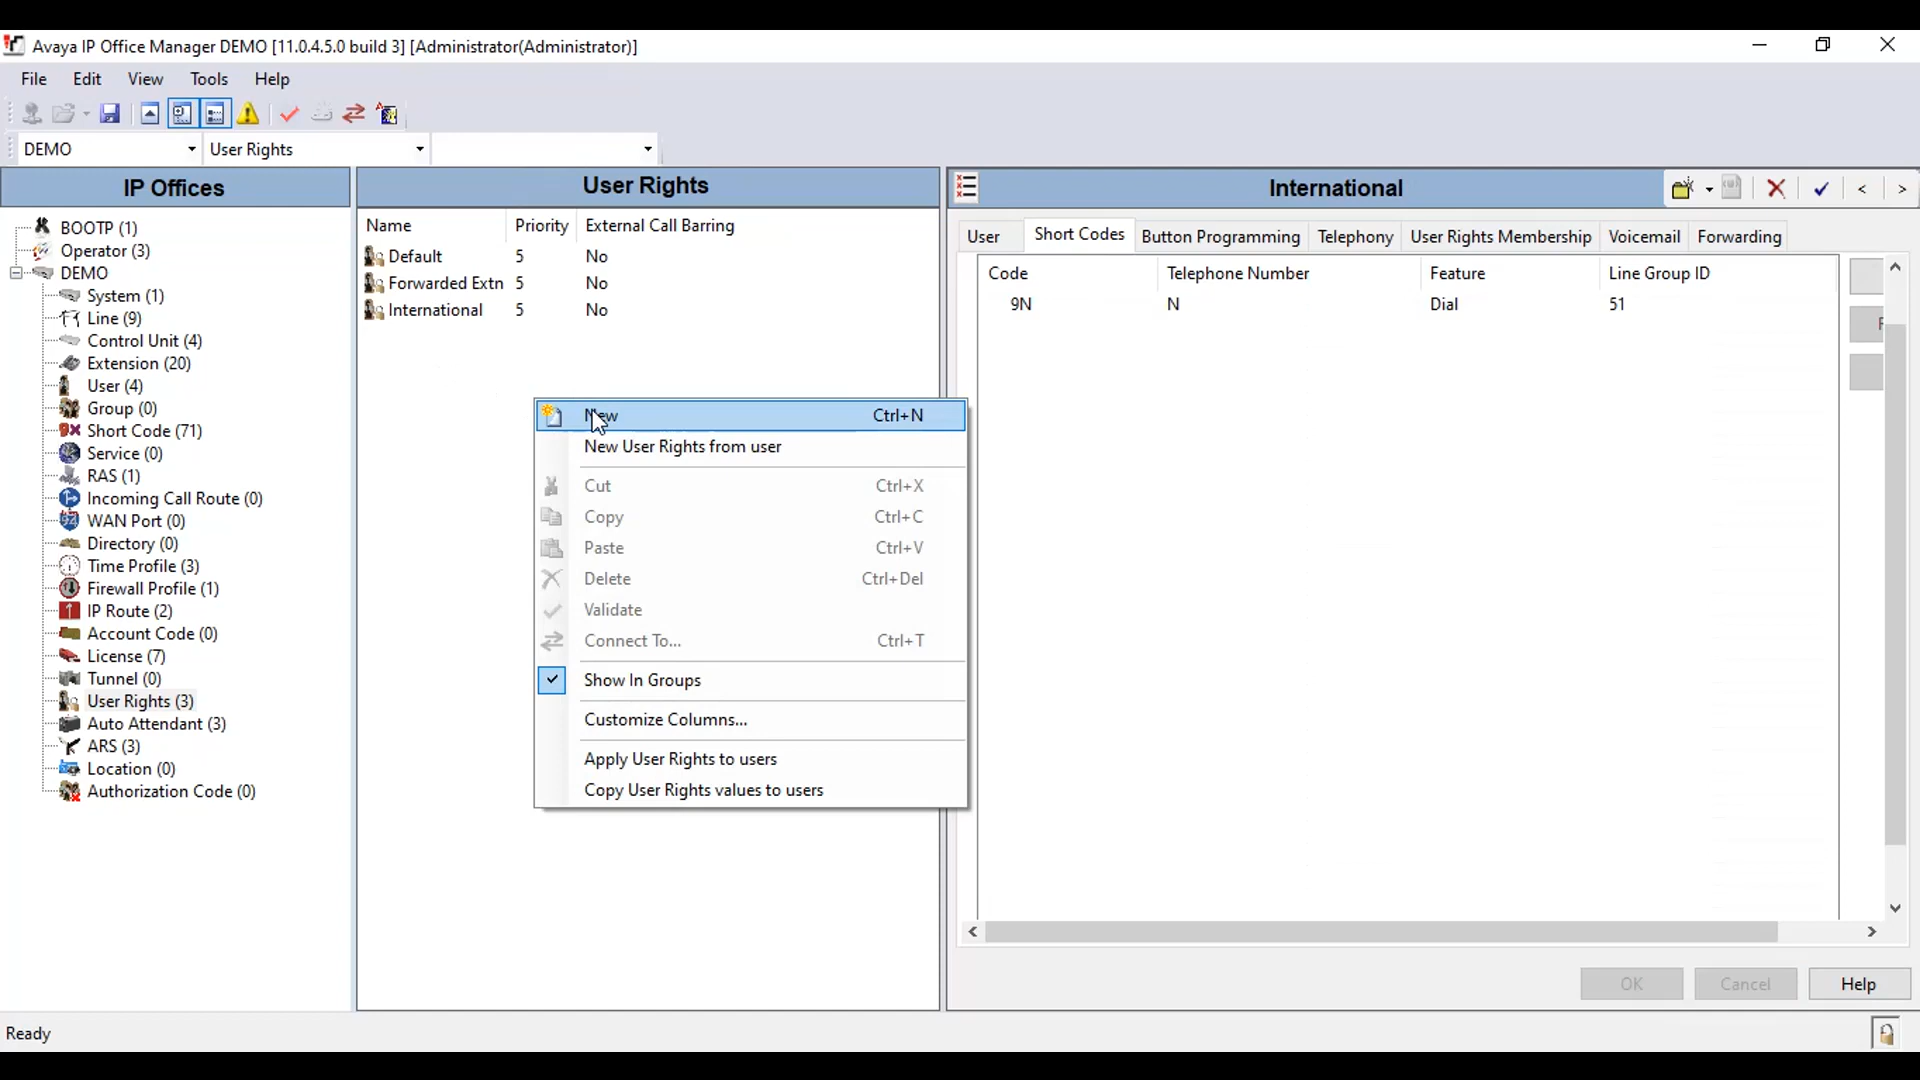 Avaya IP Office Manager DEMO [11.0.4.5.0 build 3] [Administrator(Administrator)]
File Edit View Tools Help
DEMO User Rights
IP Offices
BOOTP (1)
Operator (3)
DEMO
System (1)
Line (9)
Control Unit (4)
Extension (20)
User (4)
Group (0)
Short Code (71)
Service (0)
RAS (1)
Incoming Call Route (0)
WAN Port (0)
Directory (0)
Time Profile (3)
Firewall Profile (1)
IP Route (2)
Account Code (0)
License (7)
Tunnel (0)
User Rights (3)
Auto Attendant (3)
ARS (3)
Location (0)
Authorization Code (0)
User Rights
Name Priority External Call Barring
Default 5 No
Forwarded Extn 5 No
International 5 No
New Ctrl+N
New User Rights from user
Cut Ctrl+X
Copy Ctrl+C
Paste Ctrl+V
Delete Ctrl+Del
Validate
Connect To... Ctrl+T
Show In Groups
Customize Columns...
Apply User Rights to users
Copy User Rights values to users
International
User Short Codes Button Programming Telephony User Rights Membership Voicemail Forwarding
Code Telephone Number Feature Line Group ID
9N N Dial 51
OK Cancel Help
Ready